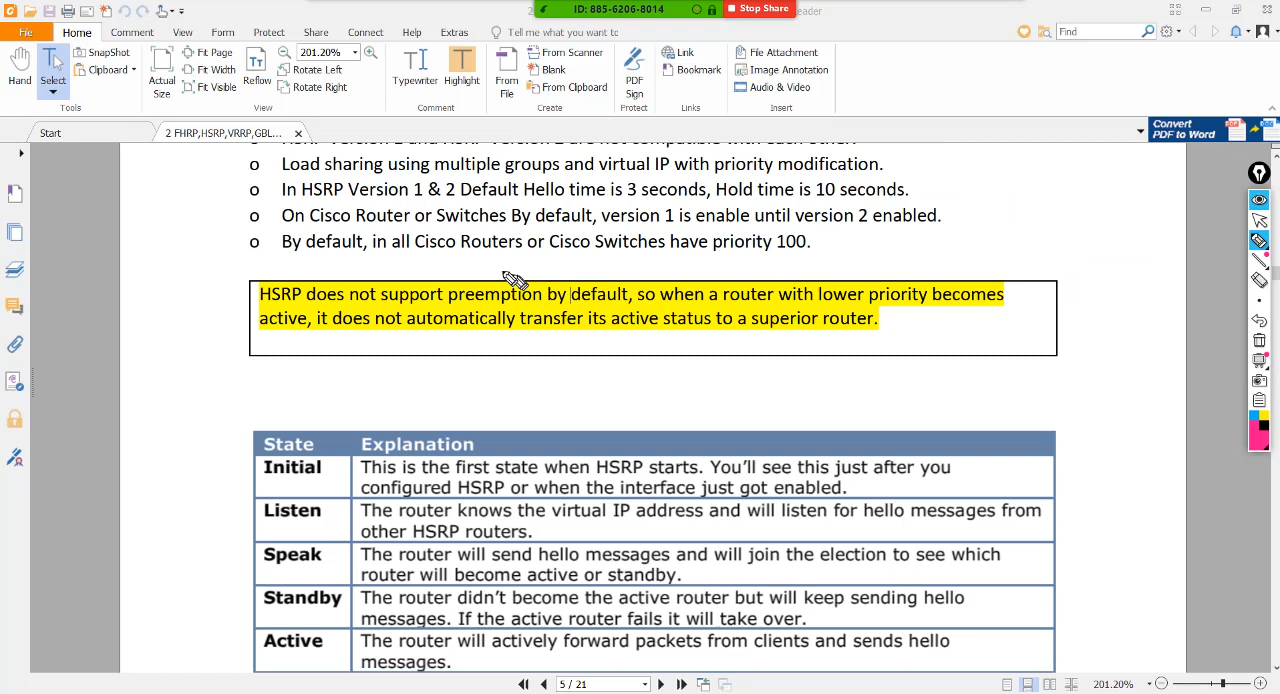 ID: 885-6206-8014
Stop Share
eader
File
Home
Comment
View
Form
Protect
Share
Connect
Help
Extras
Tell me what you want
Find
Hand
Select
SnapShot
Clipboard
Tools
Actual Size
Fit Page
Fit Width
Fit Visible
Reflow
201.20%
Rotate Left
Rotate Right
View
Typewriter
Highlight
Comment
From File
From Scanner
Blank
From Clipboard
Create
PDF Sign
Protect
Link
Bookmark
Links
File Attachment
Image Annotation
Audio & Video
Insert
Start
2 FHRP,HSRP,VRRP,GBL...
Convert
PDF to Word
o Load sharing using multiple groups and virtual IP with priority modification.
o In HSRP Version 1 & 2 Default Hello time is 3 seconds, Hold time is 10 seconds.
o On Cisco Router or Switches By default, version 1 is enable until version 2 enabled.
o By default, in all Cisco Routers or Cisco Switches have priority 100.
HSRP does not support preemption by default, so when a router with lower priority becomes
active, it does not automatically transfer its active status to a superior router.
State Explanation
Initial This is the first state when HSRP starts. You'll see this just after you
configured HSRP or when the interface just got enabled.
Listen The router knows the virtual IP address and will listen for hello messages from
other HSRP routers.
Speak The router will send hello messages and will join the election to see which
router will become active or standby.
Standby The router didn't become the active router but will keep sending hello
messages. If the active router fails it will take over.
Active The router will actively forward packets from clients and sends hello
messages.
5 / 21
201.20%